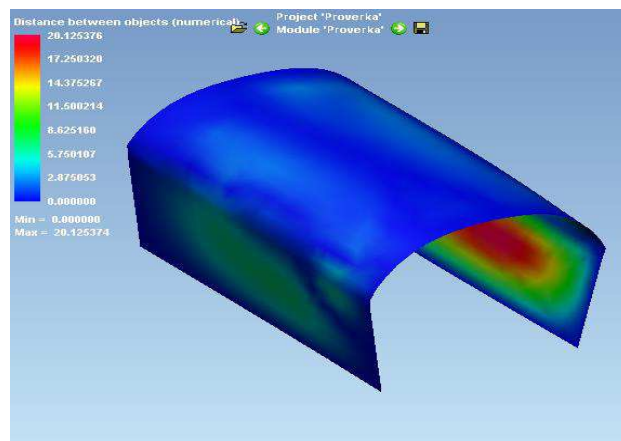 Distance between objects (numerical)
Project 'Proverka'
Module 'Proverka'
20.125376
17.250320
14.375267
11.500214
8.625160
5.750107
2.875053
0.000000
Min = 0.000000
Max = 20.125374